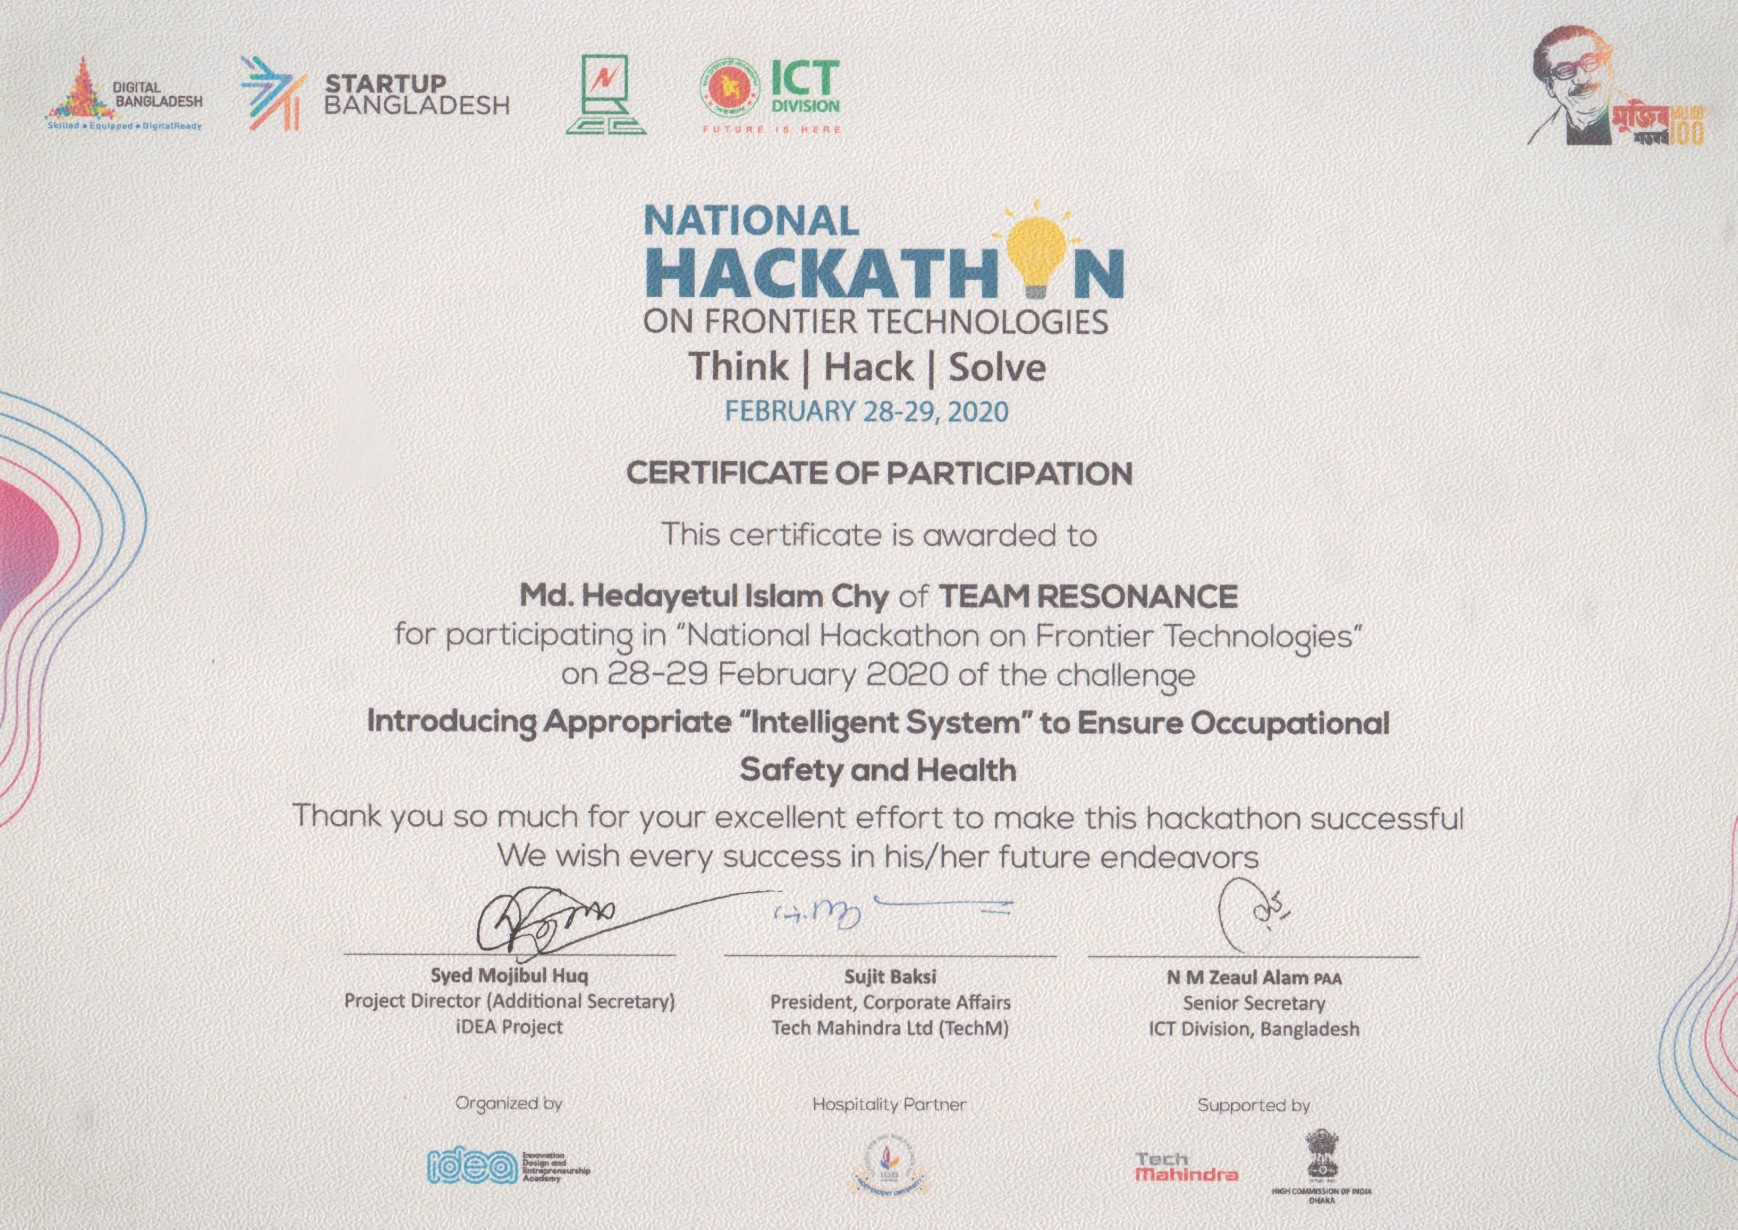 DIGITAL
BANGLADESH
Skilled • Equipped • DigitalReady
STARTUP
BANGLADESH
ICT
DIVISION
FUTURE IS HERE
মুজিব
শতবর্ষ
100
NATIONAL
HACKATHON
ON FRONTIER TECHNOLOGIES
Think | Hack | Solve
FEBRUARY 28-29, 2020
CERTIFICATE OF PARTICIPATION
This certificate is awarded to
Md. Hedayetul Islam Chy of TEAM RESONANCE
for participating in “National Hackathon on Frontier Technologies”
on 28-29 February 2020 of the challenge
Introducing Appropriate “Intelligent System” to Ensure Occupational
Safety and Health
Thank you so much for your excellent effort to make this hackathon successful
We wish every success in his/her future endeavors
Syed Mojibul Huq
Project Director (Additional Secretary)
iDEA Project
Sujit Baksi
President, Corporate Affairs
Tech Mahindra Ltd (TechM)
N M Zeaul Alam PAA
Senior Secretary
ICT Division, Bangladesh
Organized by
Hospitality Partner
Supported by
idea
Innovation
Design and
Entrepreneurship
Academy
INDEPENDENT UNIVERSITY
Tech
Mahindra
HIGH COMMISSION OF INDIA
DHAKA